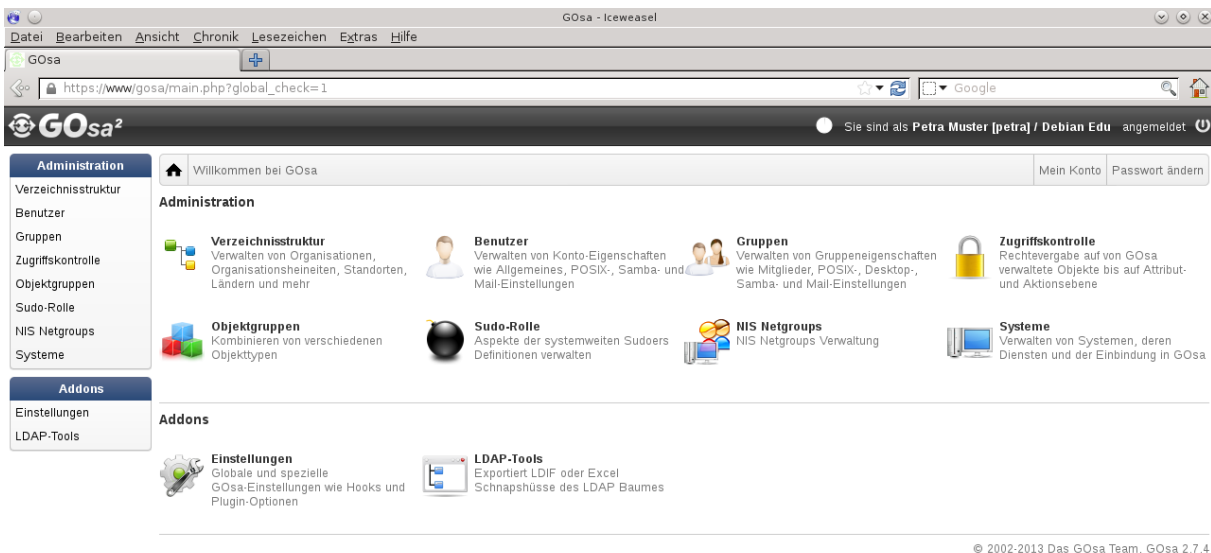 GOsa - Iceweasel
Datei Bearbeiten Ansicht Chronik Lesezeichen Extras Hilfe
GOsa
https://www/gosa/main.php?global_check=1
Google
GOsa²
Sie sind als Petra Muster [petra] / Debian Edu angemeldet
Administration
Verzeichnisstruktur
Benutzer
Gruppen
Zugriffskontrolle
Objektgruppen
Sudo-Rolle
NIS Netgroups
Systeme
Addons
Einstellungen
LDAP-Tools
Willkommen bei GOsa
Mein Konto
Passwort ändern
Administration
Verzeichnisstruktur
Verwalten von Organisationen,
Organisationsheineiten, Standorten,
Ländern und mehr
Benutzer
Verwalten von Konto-Eigenschaften
wie Allgemeines, POSIX-, Samba- und
Mail-Einstellungen
Gruppen
Verwalten von Gruppeneigenschaften
wie Mitglieder, POSIX-, Desktop-,
Samba- und Mail-Einstellungen
Zugriffskontrolle
Rechtevergabe auf von GOsa
verwaltete Objekte bis auf Attribut-
und Aktionsebene
Objektgruppen
Kombinieren von verschiedenen
Objekttypen
Sudo-Rolle
Aspekte der systemweiten Sudoers
Definitionen verwalten
NIS Netgroups
NIS Netgroups Verwaltung
Systeme
Verwalten von Systemen, deren
Diensten und der Einbindung in GOsa
Addons
Einstellungen
Globale und spezielle
GOsa-Einstellungen wie Hooks und
Plugin-Optionen
LDAP-Tools
Exportiert LDIF oder Excel
Schnapshüsse des LDAP Baumes
© 2002-2013 Das GOsa Team, GOsa 2.7.4